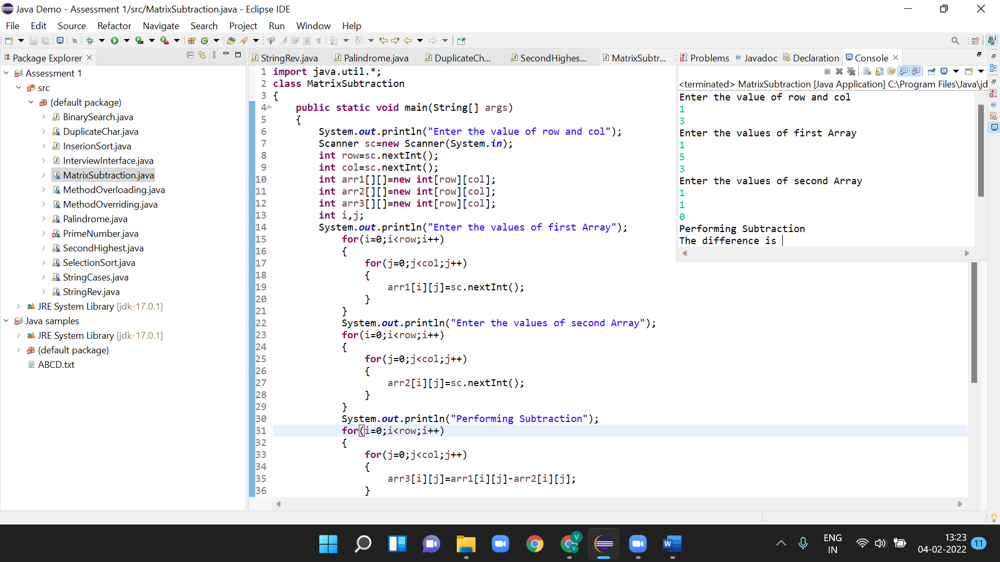 Java Demo - Assessment 1/src/MatrixSubtraction.java - Eclipse IDE
File Edit Source Refactor Navigate Search Project Run Window Help
Package Explorer
Assessment 1
src
(default package)
BinarySearch.java
DuplicateChar.java
InserionSort.java
InterviewInterface.java
MatrixSubtraction.java
MethodOverloading.java
MethodOverriding.java
Palindrome.java
PrimeNumber.java
SecondHighest.java
SelectionSort.java
StringCases.java
StringRev.java
JRE System Library [jdk-17.0.1]
Java samples
JRE System Library [jdk-17.0.1]
(default package)
ABCD.txt
StringRev.java Palindrome.java DuplicateCh... SecondHighes... MatrixSubtr...
1 import java.util.*;
2 class MatrixSubtraction
3 {
4 public static void main(String[] args)
5 {
6 System.out.println("Enter the value of row and col");
7 Scanner sc=new Scanner(System.in);
8 int row=sc.nextInt();
9 int col=sc.nextInt();
10 int arr1[][]=new int[row][col];
11 int arr2[][]=new int[row][col];
12 int arr3[][]=new int[row][col];
13 int i,j;
14 System.out.println("Enter the values of first Array");
15 for(i=0;i<row;i++)
16 {
17 for(j=0;j<col;j++)
18 {
19 arr1[i][j]=sc.nextInt();
20 }
21 }
22 System.out.println("Enter the values of second Array");
23 for(i=0;i<row;i++)
24 {
25 for(j=0;j<col;j++)
26 {
27 arr2[i][j]=sc.nextInt();
28 }
29 }
30 System.out.println("Performing Subtraction");
31 for(i=0;i<row;i++)
32 {
33 for(j=0;j<col;j++)
34 {
35 arr3[i][j]=arr1[i][j]-arr2[i][j];
36 }
Problems @ Javadoc Declaration Console
<terminated> MatrixSubtraction [Java Application] C:\Program Files\Java\jd
Enter the value of row and col
1
3
Enter the values of first Array
1
5
3
Enter the values of second Array
1
1
0
Performing Subtraction
The difference is
ENG
IN
13:23
04-02-2022
11